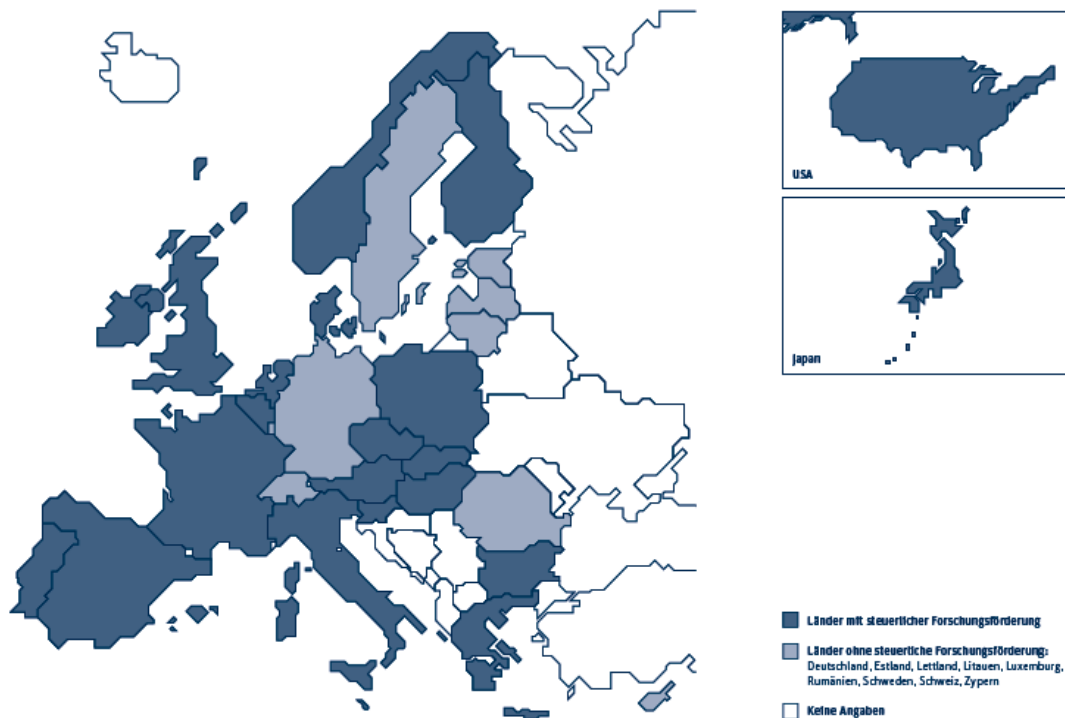 USA
Japan
Länder mit steuerlicher Forschungsförderung
Länder ohne steuerliche Forschungsförderung:
Deutschland, Estland, Lettland, Litauen, Luxemburg,
Rumänien, Schweden, Schweiz, Zypern
Keine Angaben